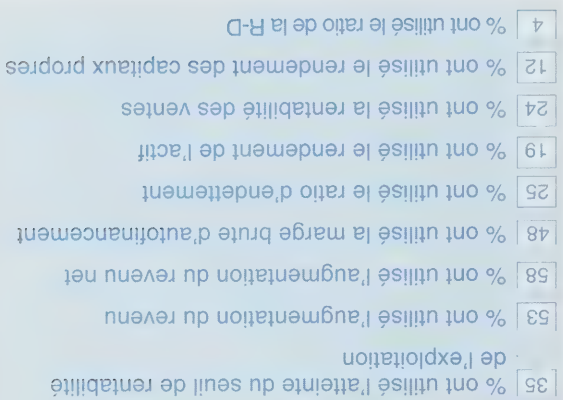 35 % ont utilisé l'atteinte du seuil de rentabilité
de l'exploitation
53 % ont utilisé l'augmentation du revenu
58 % ont utilisé l'augmentation du revenu net
48 % ont utilisé la marge brute d'autofinancement
25 % ont utilisé le ratio d'endettement
19 % ont utilisé le rendement de l'actif
24 % ont utilisé la rentabilité des ventes
12 % ont utilisé le rendement des capitaux propres
4 % ont utilisé le ratio de la R-D